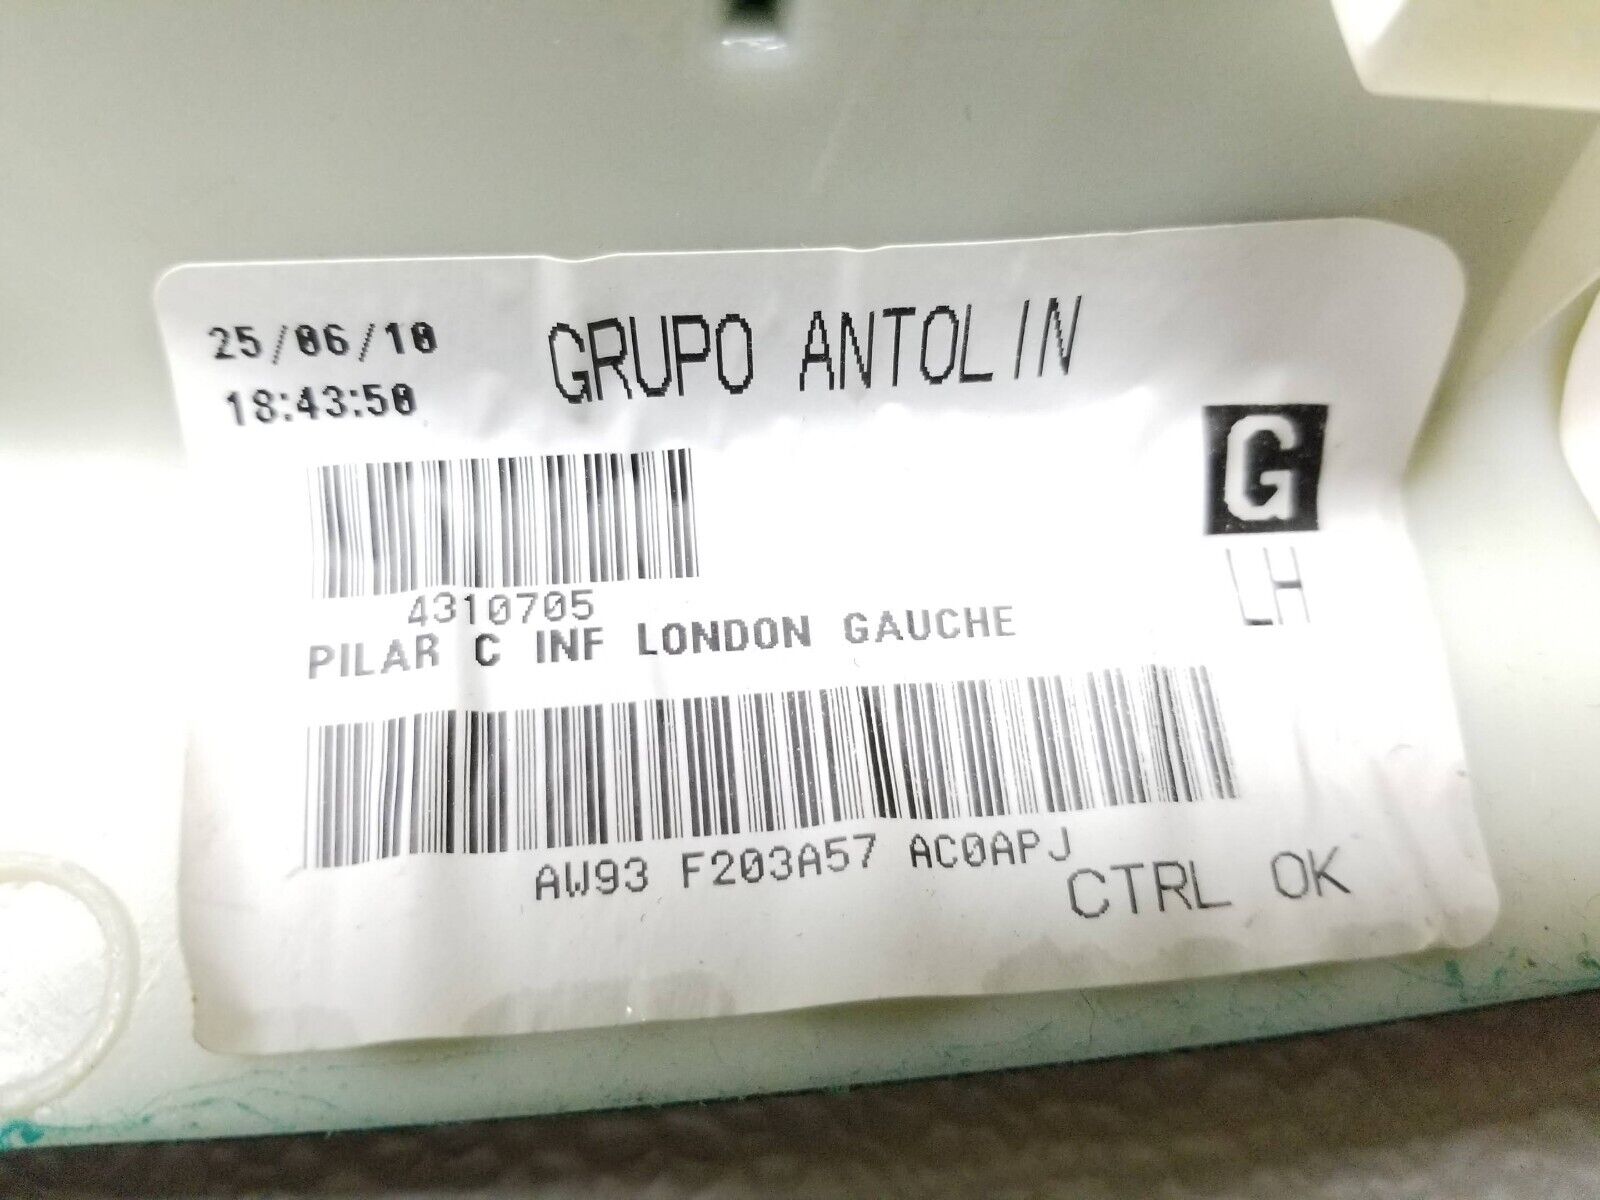 25/06/10
GRUPO ANTOLIN
18:43:50
G
LH
4310705
PILAR C INF LONDON GAUCHE
AW93 F203A57 AC0APJ
CTRL OK